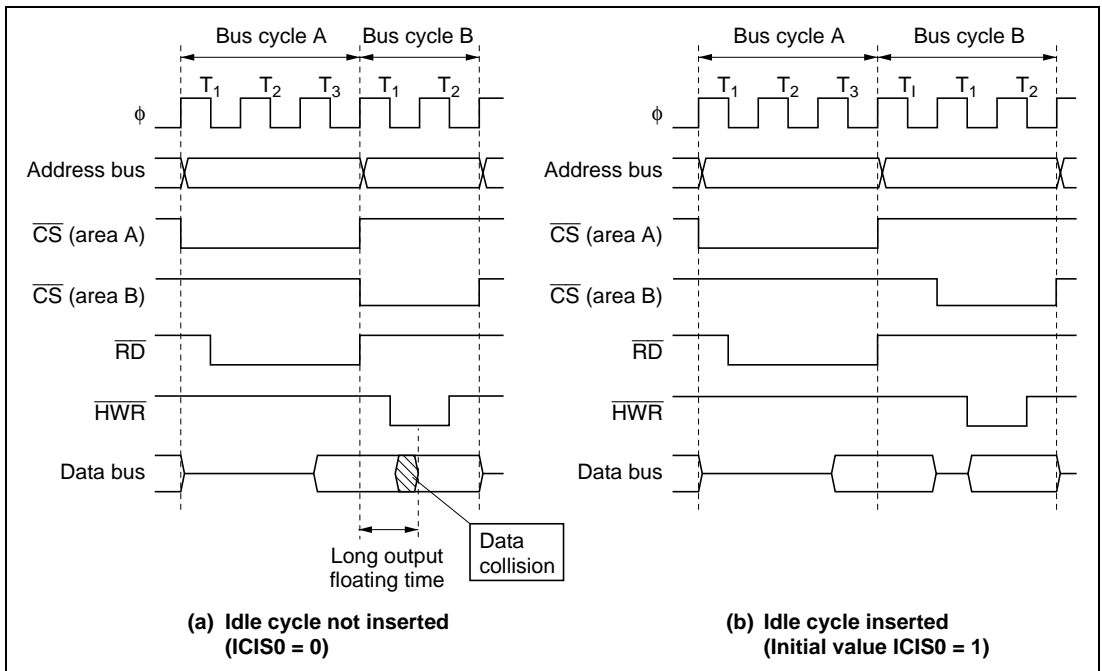 Bus cycle A Bus cycle B
T1 T2 T3 T1 T2
ϕ
Address bus
CS (area A)
CS (area B)
RD
HWR
Data bus
Long output
floating time
Data
collision
(a) Idle cycle not inserted
(ICIS0 = 0)
Bus cycle A Bus cycle B
T1 T2 T3 TI T1 T2
ϕ
Address bus
CS (area A)
CS (area B)
RD
HWR
Data bus
(b) Idle cycle inserted
(Initial value ICIS0 = 1)